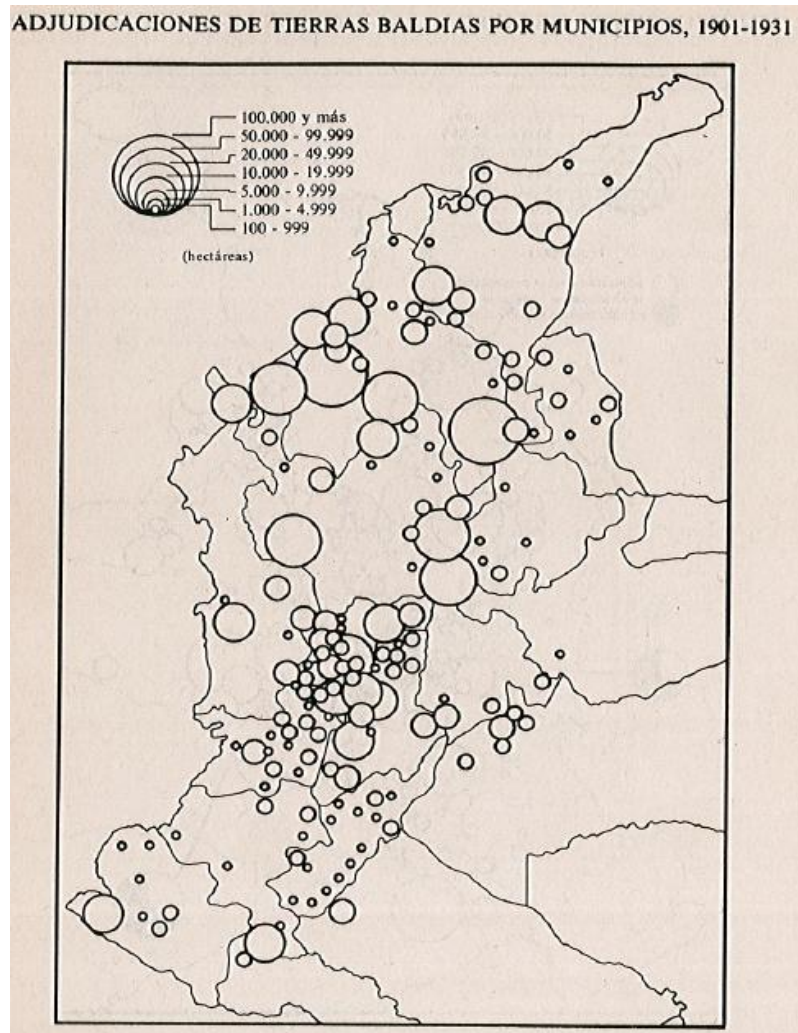 ADJUDICACIONES DE TIERRAS BALDIAS POR MUNICIPIOS, 1901-1931
100.000 y más
50.000 - 99.999
20.000 - 49.999
10.000 - 19.999
5.000 - 9.999
1.000 - 4.999
100 - 999
(hectáreas)